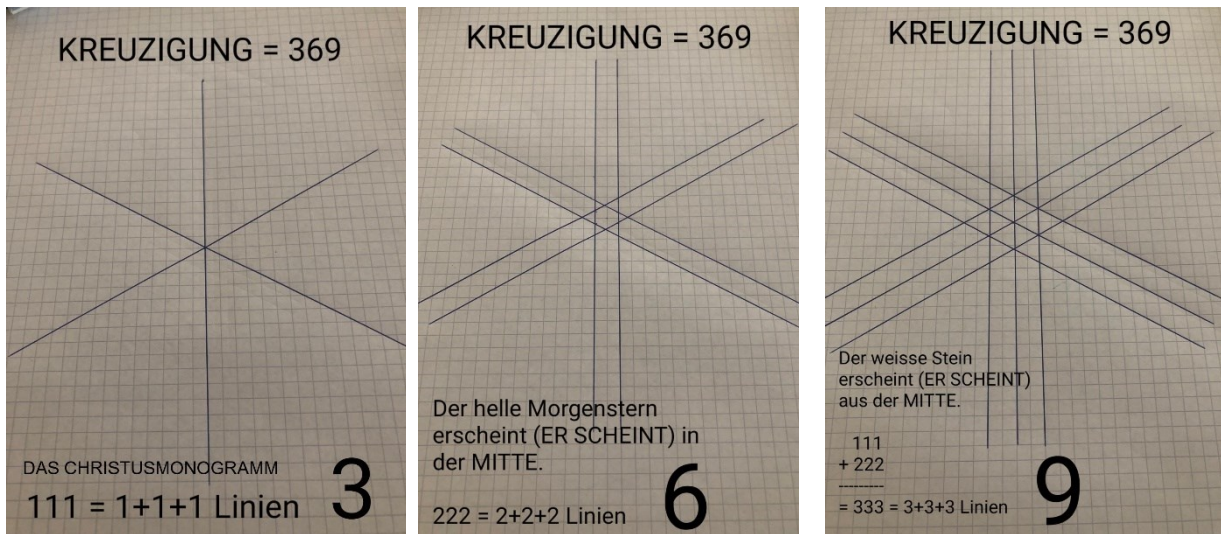 KREUZIGUNG = 369
DAS CHRISTUSMONOGRAMM
111 = 1+1+1 Linien
3
KREUZIGUNG = 369
Der helle Morgenstern
erscheint (ER SCHEINT) in
der MITTE.
222 = 2+2+2 Linien
6
KREUZIGUNG = 369
Der weisse Stein
erscheint (ER SCHEINT)
aus der MITTE.
111
+ 222
---------
= 333 = 3+3+3 Linien
9